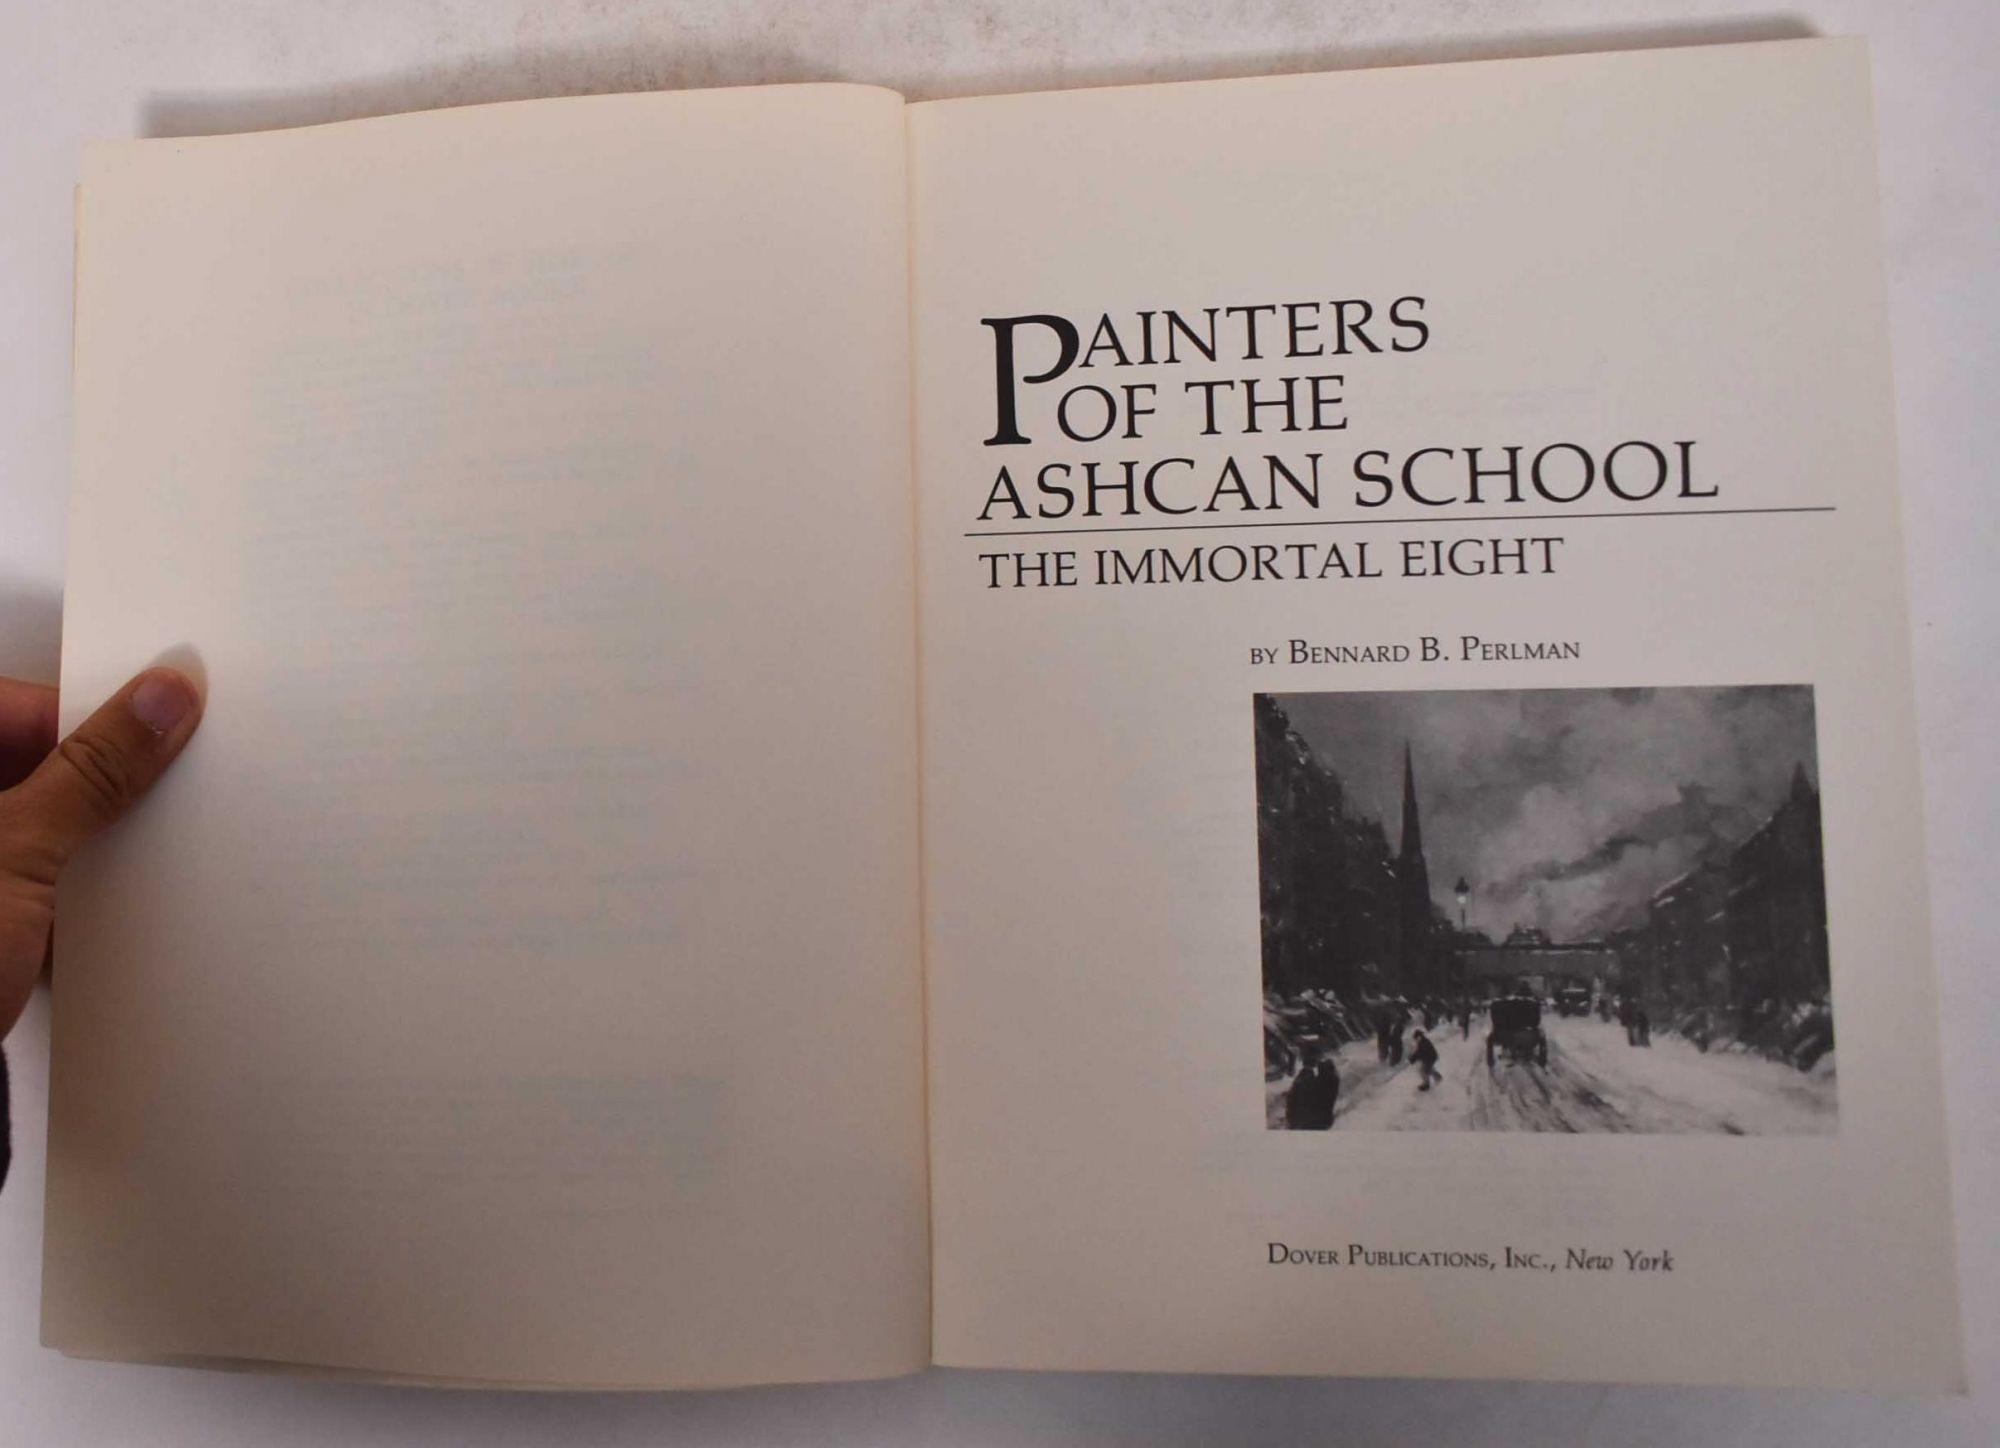 PAINTERS
OF THE
ASHCAN SCHOOL
THE IMMORTAL EIGHT
BY BENNARD B. PERLMAN
DOVER PUBLICATIONS, INC., New York